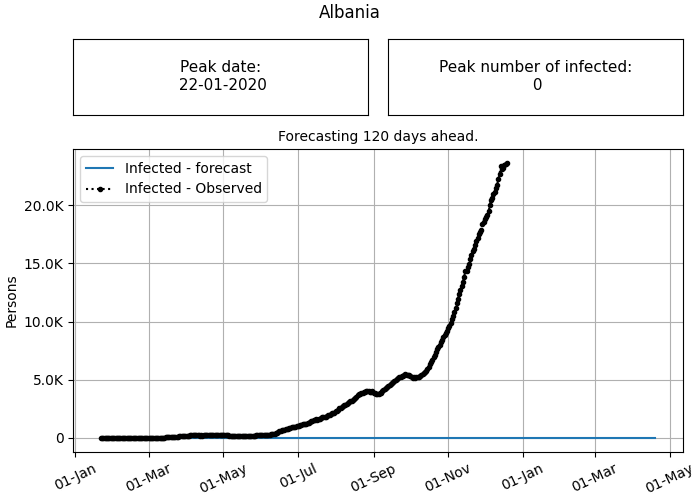 Albania
Peak date:
22-01-2020
Peak number of infected:
0
Forecasting 120 days ahead.
Infected - forecast
Infected - Observed
Persons
20.0K
15.0K
10.0K
5.0K
0
01-Jan
01-Mar
01-May
01-Jul
01-Sep
01-Nov
01-Jan
01-Mar
01-May